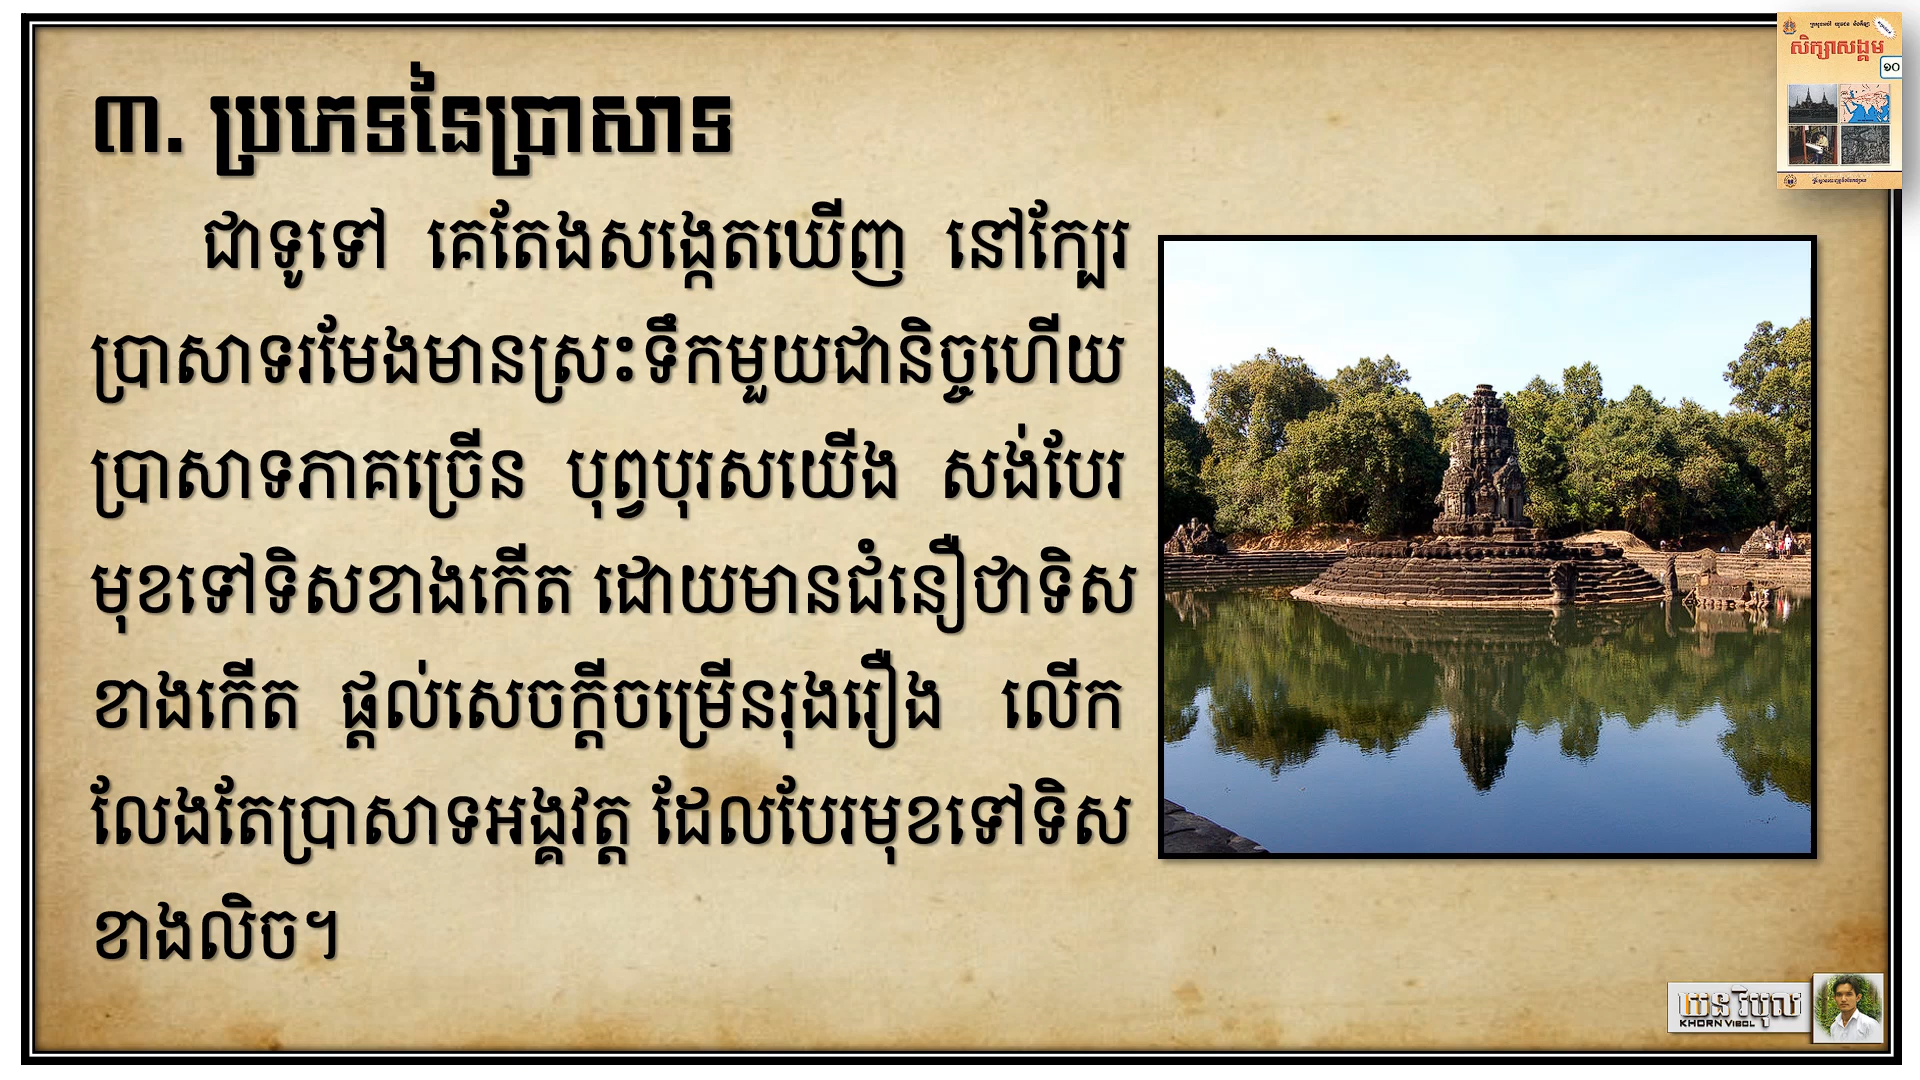 ៣. ប្រភេទនៃប្រាសាទ
សិក្សាសង្គម
១០
ជាទូទៅ គេតែងសង្កេតឃើញ នៅក្បែរ
ប្រាសាទរមែងមានស្រះទឹកមួយជានិច្ចហើយ
ប្រាសាទភាគច្រើន បុព្វបុរសយើង សង់បែរ
មុខទៅទិសខាងកើត ដោយមានជំនឿថាទិស
ខាងកើត ផ្តល់សេចក្តីចម្រើនរុងរឿង លើក
លែងតែប្រាសាទអង្គវត្ត ដែលបែរមុខទៅទិស
ខាងលិច។
ឃន វិបុល
KHORN VIBOL